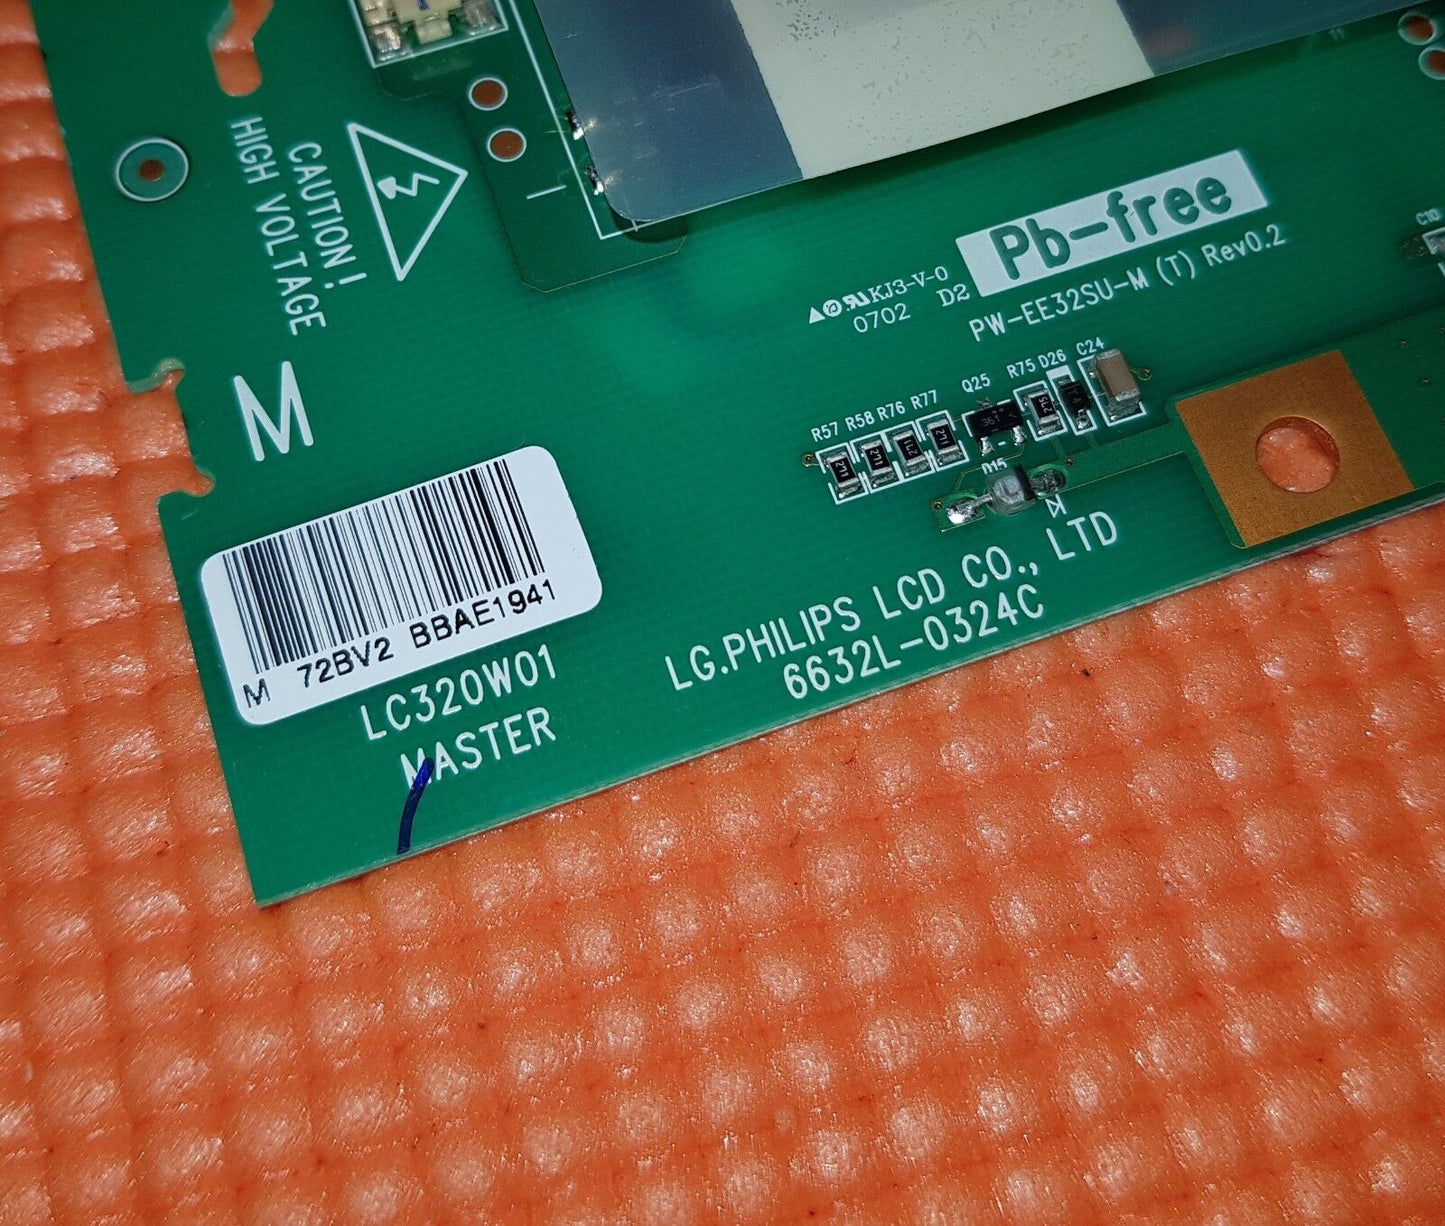 CAUTION !
HIGH VOLTAGE
Pb-free
KJ3-V-0
0702 D2
PW-EE32SU-M (T) Rev0.2
M
R57 R58 R76 R77 Q25 R75 D26 C24
C10
D15
M 72BV2 BBAE1941
LC320W01
MASTER
LG.PHILIPS LCD CO., LTD
6632L-0324C